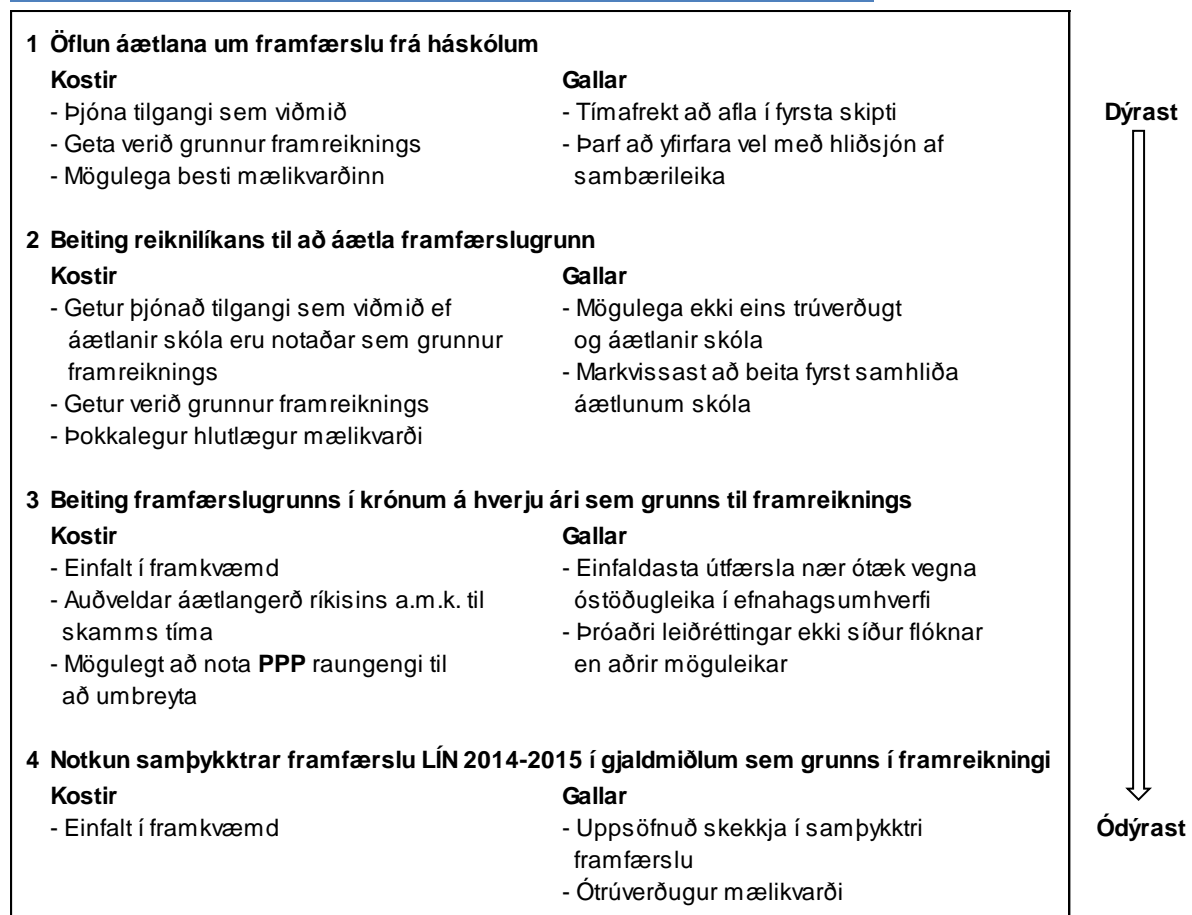 1 Öflun áætlana um framfærslu frá háskólum
Kostir
- Þjóna tilgangi sem viðmið
- Geta verið grunnur framreiknings
- Mögulega besti mælikvarðinn
Gallar
- Tímafrekt að afla í fyrsta skipti
- Þarf að yfirfara vel með hliðsjón af
sambærileika
2 Beiting reiknilíkans til að áætla framfærslugrunn
Kostir
- Getur þjónað tilgangi sem viðmið ef
áætlanir skóla eru notaðar sem grunnur
framreiknings
- Getur verið grunnur framreiknings
- Þokkalegur hlutlægur mælikvarði
Gallar
- Mögulega ekki eins trúverðugt
og áætlanir skóla
- Markvissast að beita fyrst samhliða
áætlunum skóla
3 Beiting framfærslugrunns í krónum á hverju ári sem grunns til framreiknings
Kostir
- Einfalt í framkvæmd
- Auðveldar áætlangerð ríkisins a.m.k. til
skamms tíma
- Mögulegt að nota PPP raungengi til
að umbreyta
Gallar
- Einfaldasta útfærsla nær ótæk vegna
óstöðugleika í efnahagsumhverfi
- Þróaðri leiðréttingar ekki síður flóknar
en aðrir möguleikar
4 Notkun samþykktrar framfærslu LÍN 2014-2015 í gjaldmiðlum sem grunns í framreikningi
Kostir
- Einfalt í framkvæmd
Gallar
- Uppsöfnuð skekkja í samþykktri
framfærslu
- Ótrúverðugur mælikvarði
Dýrast
Ódýrast